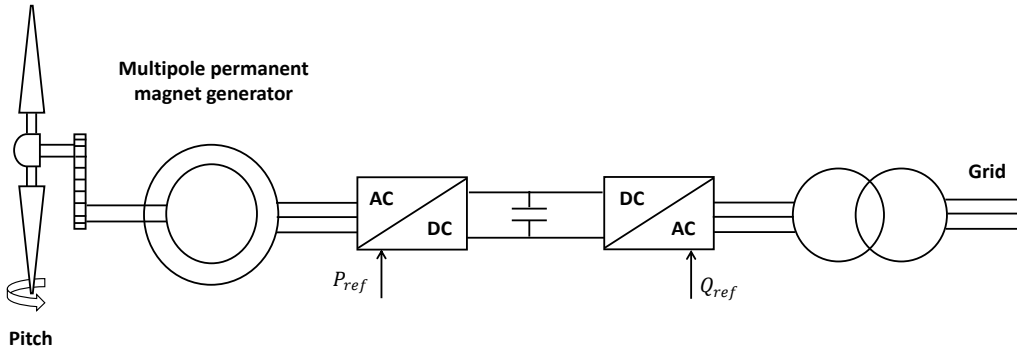 Multipole permanent
magnet generator
Grid
AC
DC
DC
AC
P_ref
Q_ref
Pitch